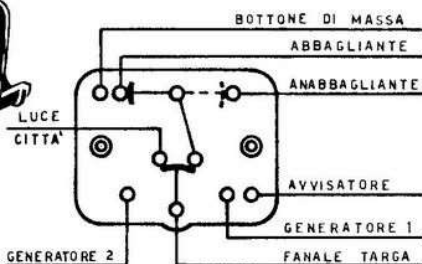 BOTTONE DI MASSA
ABBAGLIANTE
ANABBAGLIANTE
LUCE
CITTA'
AVVISATORE
GENERATORE 1
GENERATORE 2
FANALE TARGA